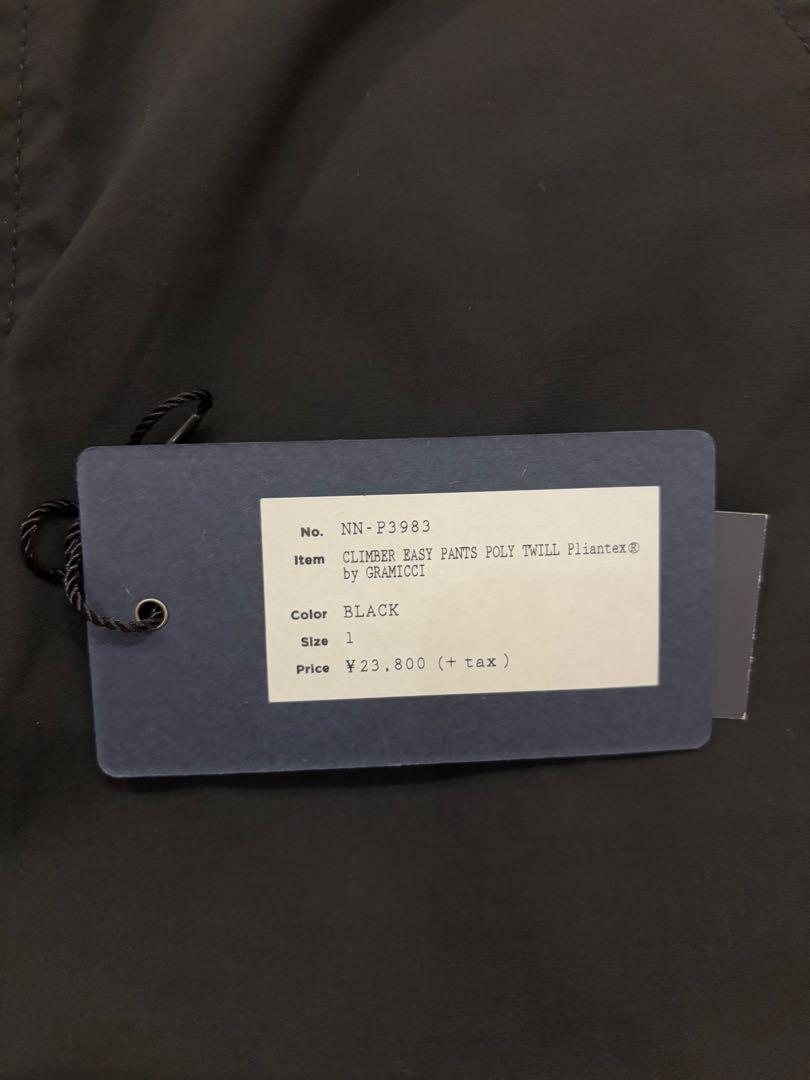 No. NN-P3983
Item CLIMBER EASY PANTS POLY TWILL Pliantex®
by GRAMICCI
Color BLACK
Size 1
Price ¥23,800 (+ tax)